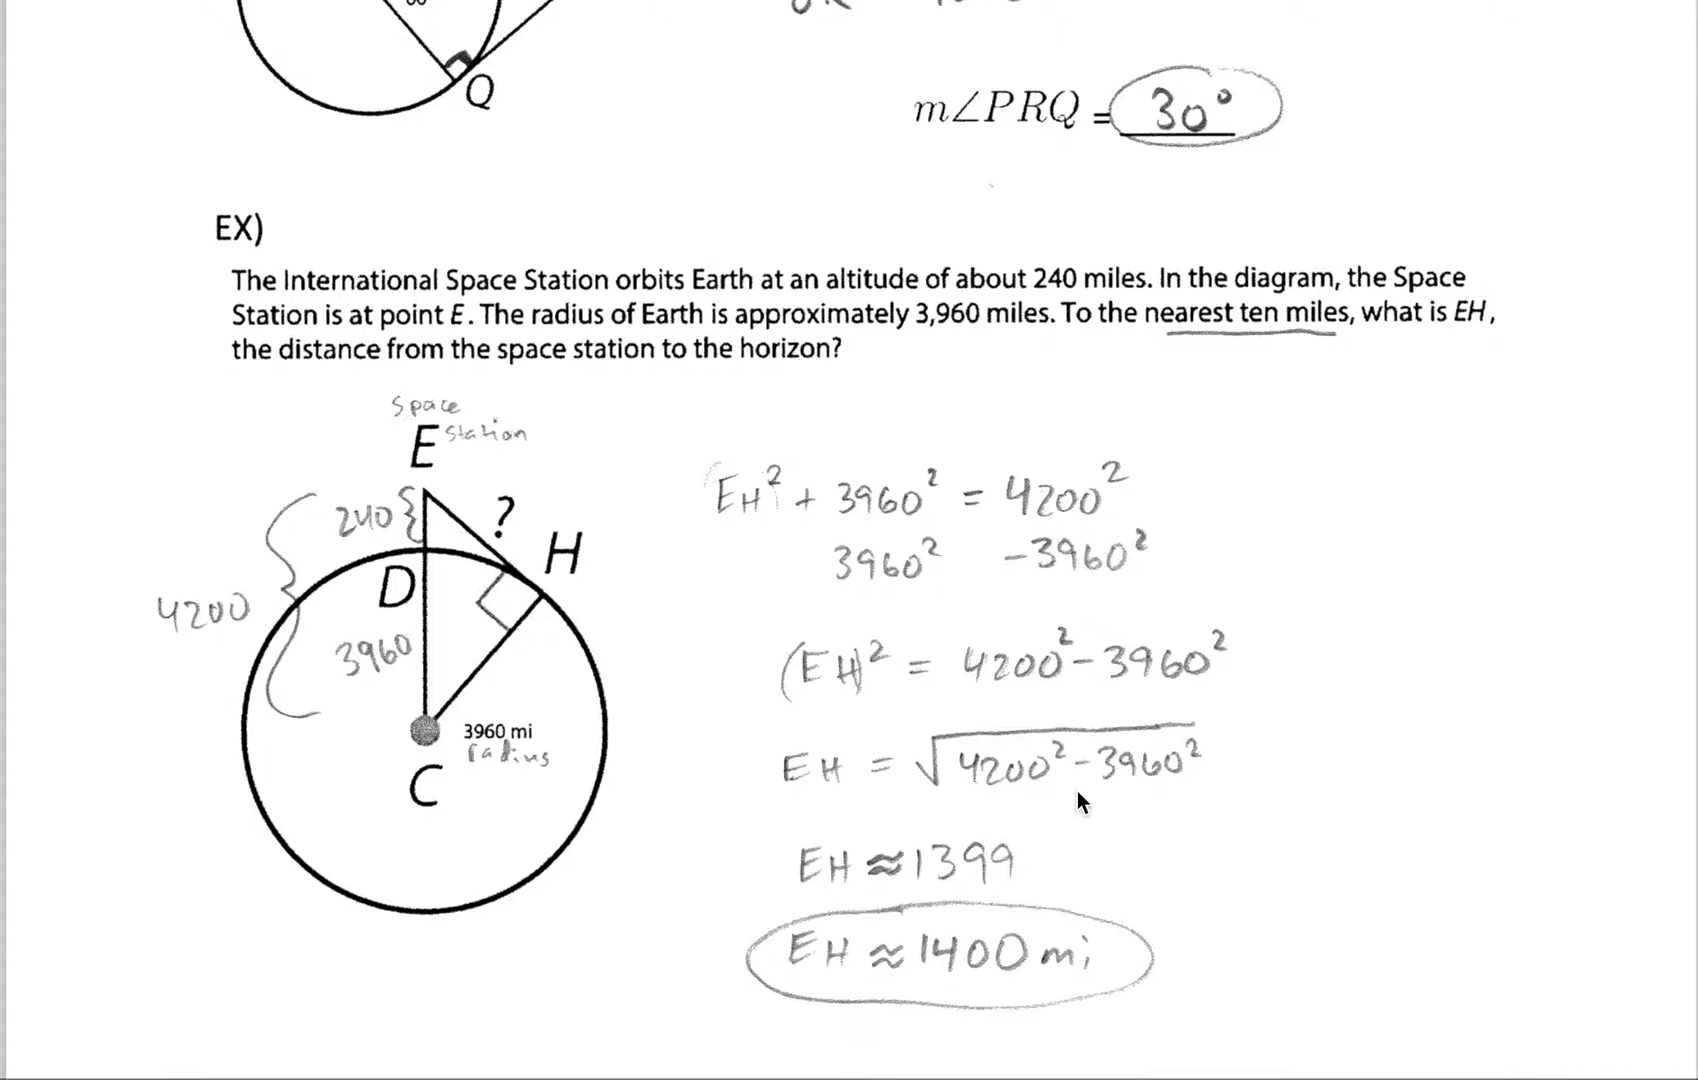 Q
m∠PRQ = 30°
EX)
The International Space Station orbits Earth at an altitude of about 240 miles. In the diagram, the Space
Station is at point E. The radius of Earth is approximately 3,960 miles. To the nearest ten miles, what is EH,
the distance from the space station to the horizon?
Space
E Station
240
?
H
D
4200
3960
3960 mi
radius
C
EH² + 3960² = 4200²
3960² -3960²
(EH)² = 4200² - 3960²
EH = √4200² - 3960²
EH ≈ 1399
EH ≈ 1400 mi